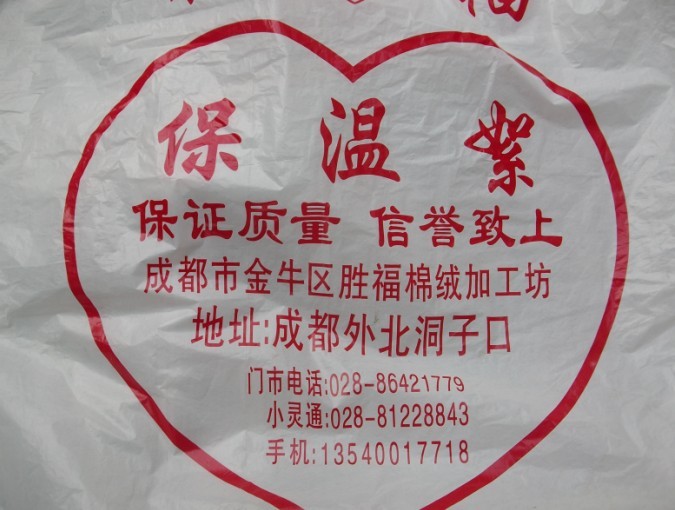 福
保温絮
保证质量 信誉致上
成都市金牛区胜福棉绒加工坊
地址:成都外北洞子口
门市电话:028-86421779
小灵通:028-81228843
手机:13540017718